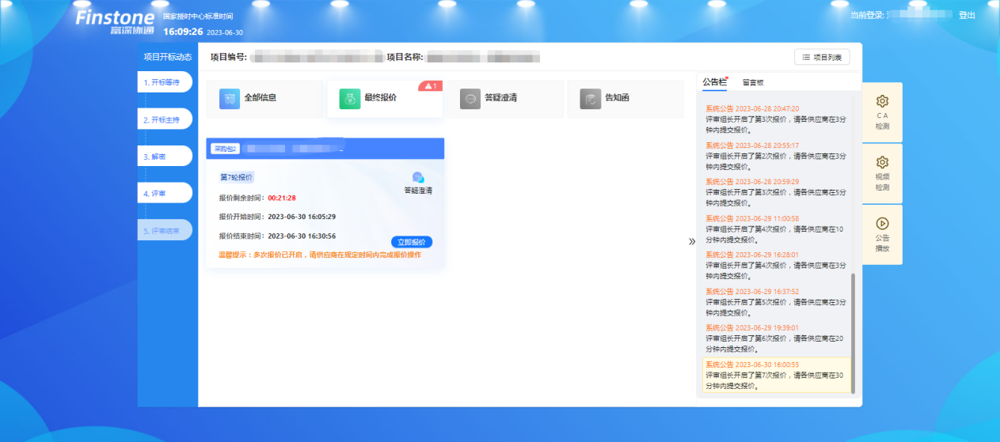 Finstone
富深协通
国家授时中心标准时间
16:09:26 2023-06-30
当前登录:
登出
项目开标动态
1. 开标等待
2. 开标主持
3. 解密
4. 评审
5. 评审结束
项目编号:
项目名称:
项目列表
全部信息
最终报价
1
答疑澄清
告知函
采购包2
第7轮报价
答疑澄清
报价剩余时间：00:21:28
报价开始时间：2023-06-30 16:05:29
报价结束时间：2023-06-30 16:30:56
立即报价
温馨提示：多次报价已开启，请供应商在规定时间内完成报价操作
公告栏
留言板
系统公告 2023-06-28 20:47:20
评审组长开启了第3次报价，请各供应商在3分
钟内提交报价。
系统公告 2023-06-28 20:55:17
评审组长开启了第2次报价，请各供应商在3分
钟内提交报价。
系统公告 2023-06-28 20:59:29
评审组长开启了第3次报价，请各供应商在5分
钟内提交报价。
系统公告 2023-06-29 11:00:58
评审组长开启了第4次报价，请各供应商在10
分钟内提交报价。
系统公告 2023-06-29 16:28:01
评审组长开启了第4次报价，请各供应商在3分
钟内提交报价。
系统公告 2023-06-29 16:37:52
评审组长开启了第5次报价，请各供应商在3分
钟内提交报价。
系统公告 2023-06-29 19:39:01
评审组长开启了第6次报价，请各供应商在20
分钟内提交报价。
系统公告 2023-06-30 16:00:55
评审组长开启了第7次报价，请各供应商在30
分钟内提交报价。
CA
检测
视频
检测
公告
播放